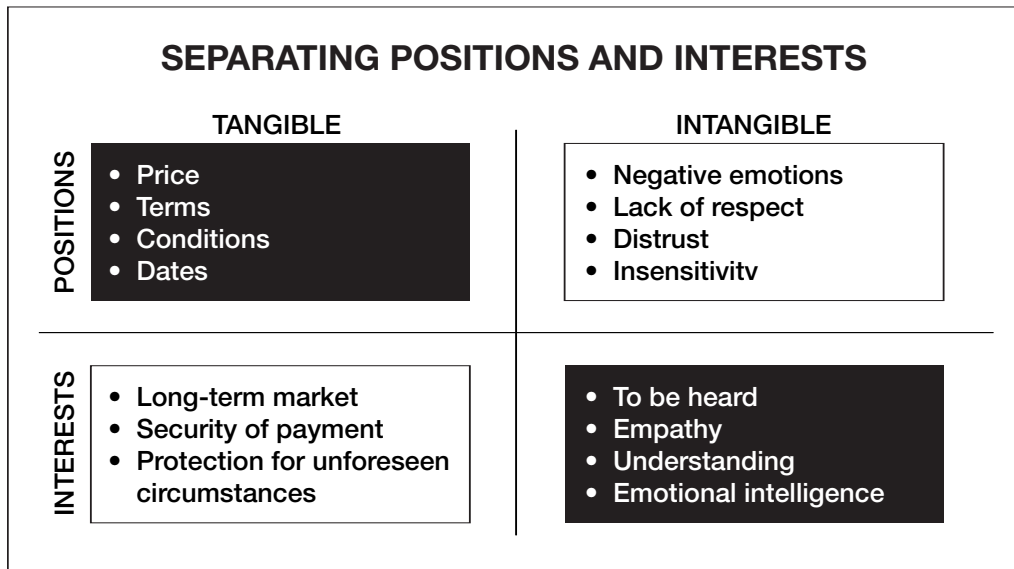 SEPARATING POSITIONS AND INTERESTS
TANGIBLE
INTANGIBLE
POSITIONS
• Price
• Terms
• Conditions
• Dates
• Negative emotions
• Lack of respect
• Distrust
• Insensitivity
INTERESTS
• Long-term market
• Security of payment
• Protection for unforeseen
circumstances
• To be heard
• Empathy
• Understanding
• Emotional intelligence